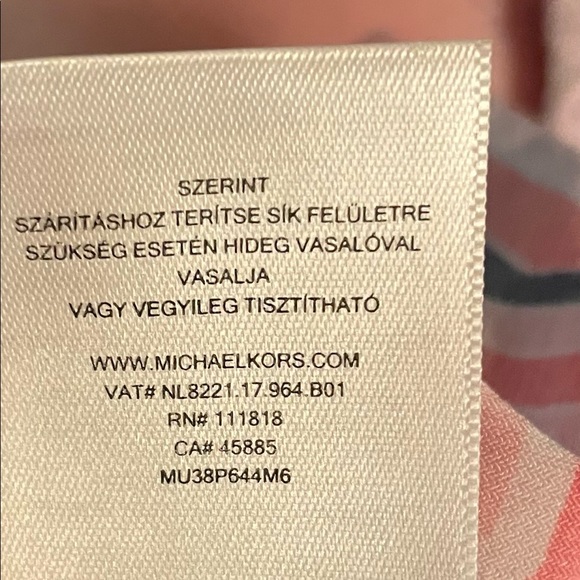 SZERINT
SZÁRÍTÁSHOZ TERÍTSE SÍK FELÜLETRE
SZÜKSÉG ESETÉN HIDEG VASALÓVAL
VASALJA
VAGY VEGYILEG TISZTÍTHATÓ
WWW.MICHAELKORS.COM
VAT# NL8221.17.964.B01
RN# 111818
CA# 45885
MU38P644M6